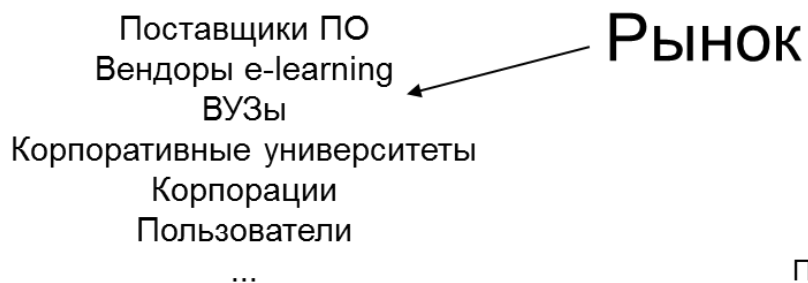 Рынок
Поставщики ПО
Вендоры e-learning
ВУЗы
Корпоративные университеты
Корпорации
Пользователи
...